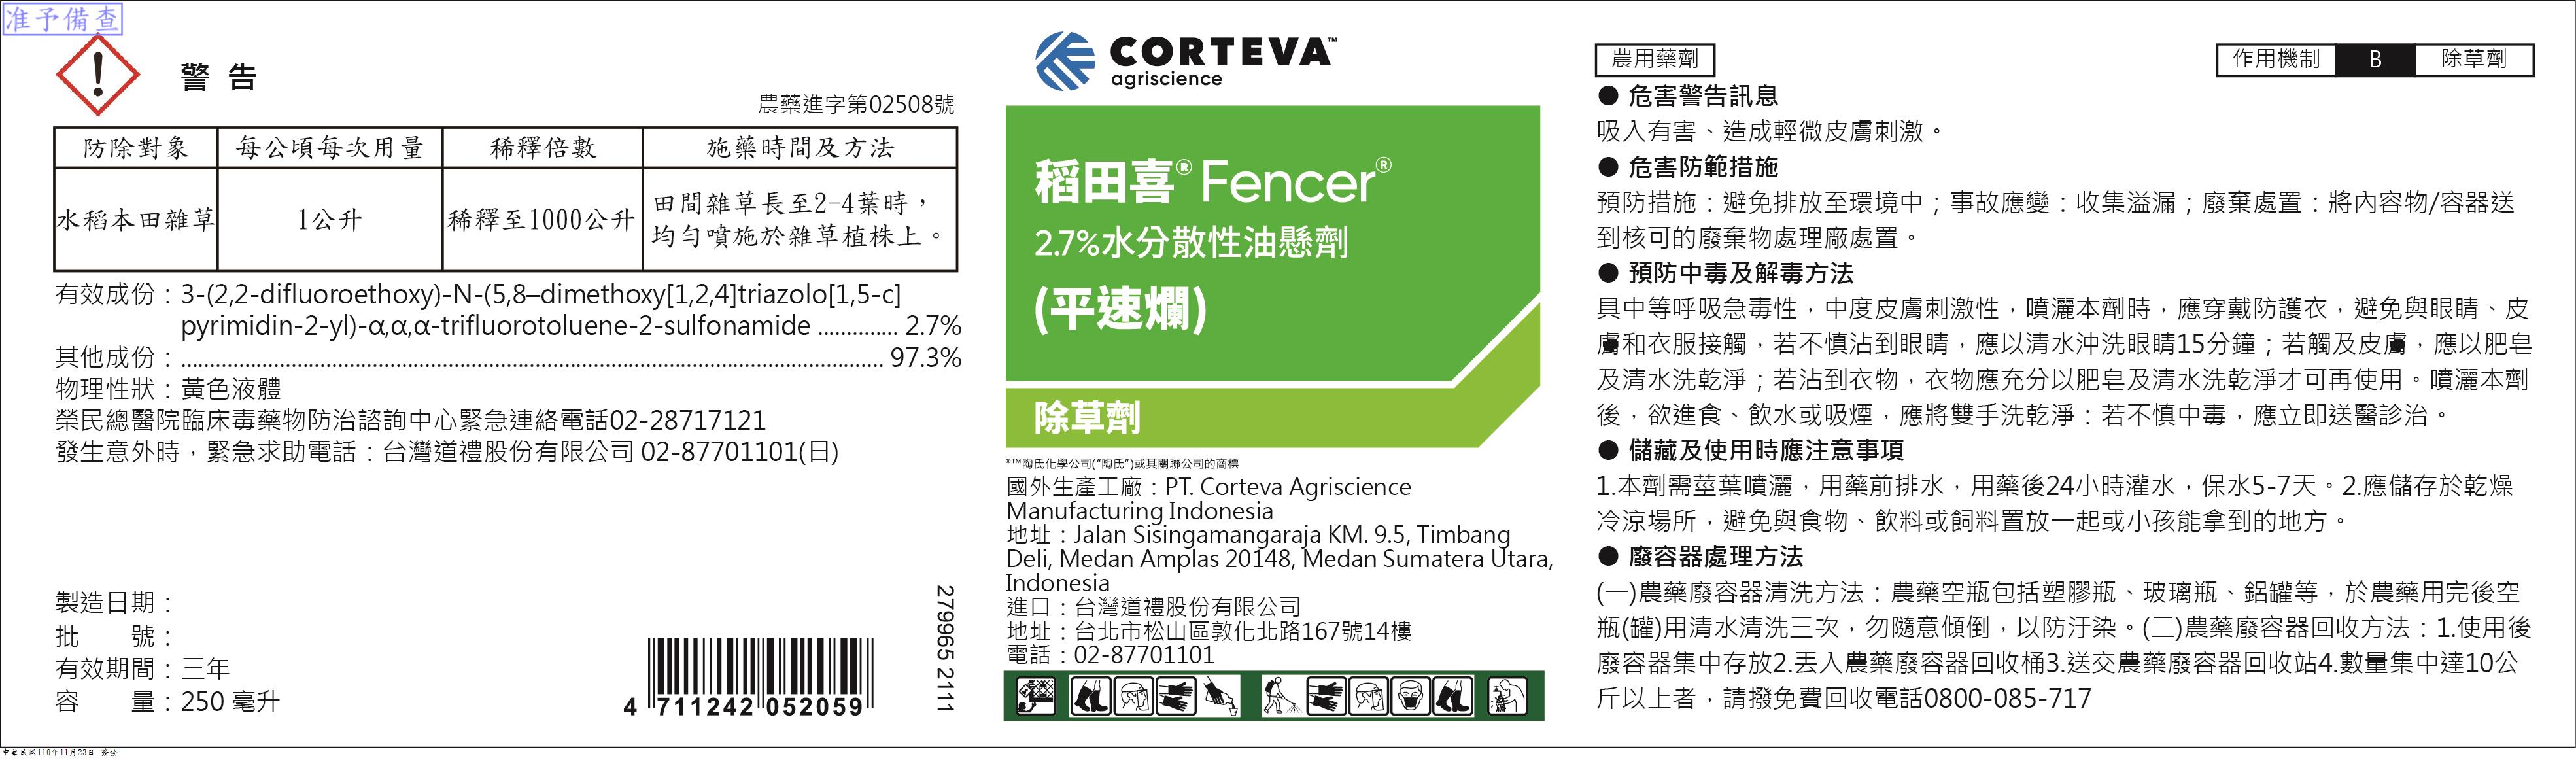 准予備查
警 告
農藥進字第02508號
防除對象 每公頃每次用量 稀釋倍數 施藥時間及方法
水稻本田雜草 1公升 稀釋至1000公升 田間雜草長至2-4葉時，
均勻噴施於雜草植株上。
有效成份：3-(2,2-difluoroethoxy)-N-(5,8–dimethoxy[1,2,4]triazolo[1,5-c]
pyrimidin-2-yl)-α,α,α-trifluorotoluene-2-sulfonamide .............. 2.7%
其他成份：.......................................................................................................................... 97.3%
物理性狀：黃色液體
榮民總醫院臨床毒藥物防治諮詢中心緊急連絡電話02-28717121
發生意外時，緊急求助電話：台灣道禮股份有限公司 02-87701101(日)
製造日期：
批　　號：
有效期間：三年
容　　量：250 毫升
4 711242 052059
279965 2111
CORTEVA™
agriscience
稻田喜® Fencer®
2.7%水分散性油懸劑
(平速爛)
除草劑
®™陶氏化學公司(“陶氏”)或其關聯公司的商標
國外生產工廠：PT. Corteva Agriscience
Manufacturing Indonesia
地址：Jalan Sisingamangaraja KM. 9.5, Timbang
Deli, Medan Amplas 20148, Medan Sumatera Utara,
Indonesia
進口：台灣道禮股份有限公司
地址：台北市松山區敦化北路167號14樓
電話：02-87701101
農用藥劑
作用機制 B 除草劑
● 危害警告訊息
吸入有害、造成輕微皮膚刺激。
● 危害防範措施
預防措施：避免排放至環境中；事故應變：收集溢漏；廢棄處置：將內容物/容器送
到核可的廢棄物處理廠處置。
● 預防中毒及解毒方法
具中等呼吸急毒性，中度皮膚刺激性，噴灑本劑時，應穿戴防護衣，避免與眼睛、皮
膚和衣服接觸，若不慎沾到眼睛，應以清水沖洗眼睛15分鐘；若觸及皮膚，應以肥皂
及清水洗乾淨；若沾到衣物，衣物應充分以肥皂及清水洗乾淨才可再使用。噴灑本劑
後，欲進食、飲水或吸煙，應將雙手洗乾淨：若不慎中毒，應立即送醫診治。
● 儲藏及使用時應注意事項
1.本劑需莖葉噴灑，用藥前排水，用藥後24小時灌水，保水5-7天。2.應儲存於乾燥
冷涼場所，避免與食物、飲料或飼料置放一起或小孩能拿到的地方。
● 廢容器處理方法
(一)農藥廢容器清洗方法：農藥空瓶包括塑膠瓶、玻璃瓶、鋁罐等，於農藥用完後空
瓶(罐)用清水清洗三次，勿隨意傾倒，以防汙染。(二)農藥廢容器回收方法：1.使用後
廢容器集中存放2.丟入農藥廢容器回收桶3.送交農藥廢容器回收站4.數量集中達10公
斤以上者，請撥免費回收電話0800-085-717
中華民國110年11月23日 簽發